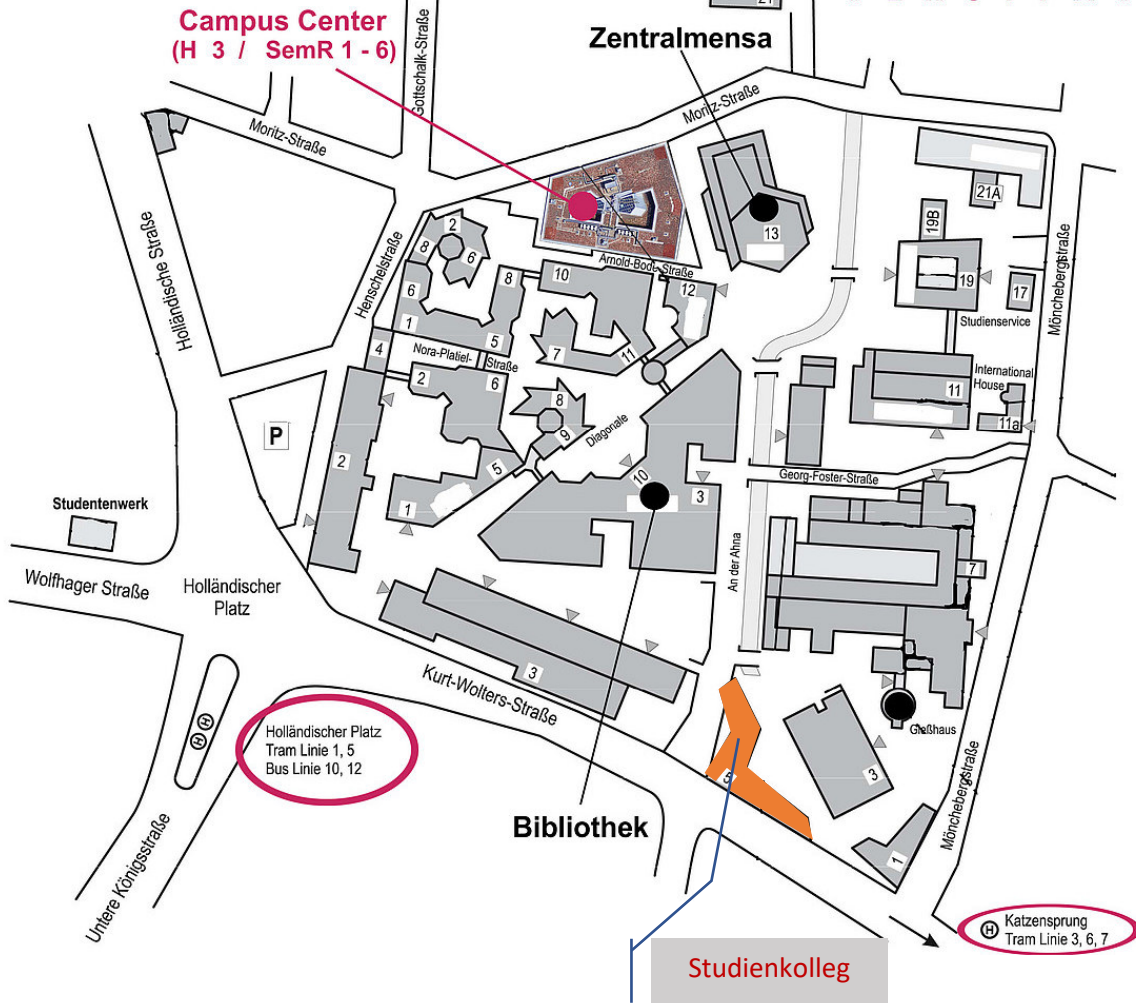 21
Campus Center
(H 3 / SemR 1 - 6)
Zentralmensa
Gottschalk-Straße
Moritz-Straße
Moritz-Straße
Holländische Straße
Henschelstraße
Mönchebergstraße
21A
19B
19
17
Studienservice
13
Arnold-Bode-Straße
12
2
8
6
8
10
6
1
5
4
Nora-Platiel-
Straße
7
11
2
6
8
9
Diagonale
International
House
11
11a
P
2
5
1
10
3
Georg-Foster-Straße
An der Ahna
7
Studentenwerk
Wolfhager Straße
Holländischer
Platz
3
Kurt-Wolters-Straße
H
H
Holländischer Platz
Tram Linie 1, 5
Bus Linie 10, 12
Gießhaus
3
5
1
Mönchebergstraße
Bibliothek
Untere Königsstraße
H
Katzensprung
Tram Linie 3, 6, 7
Studienkolleg